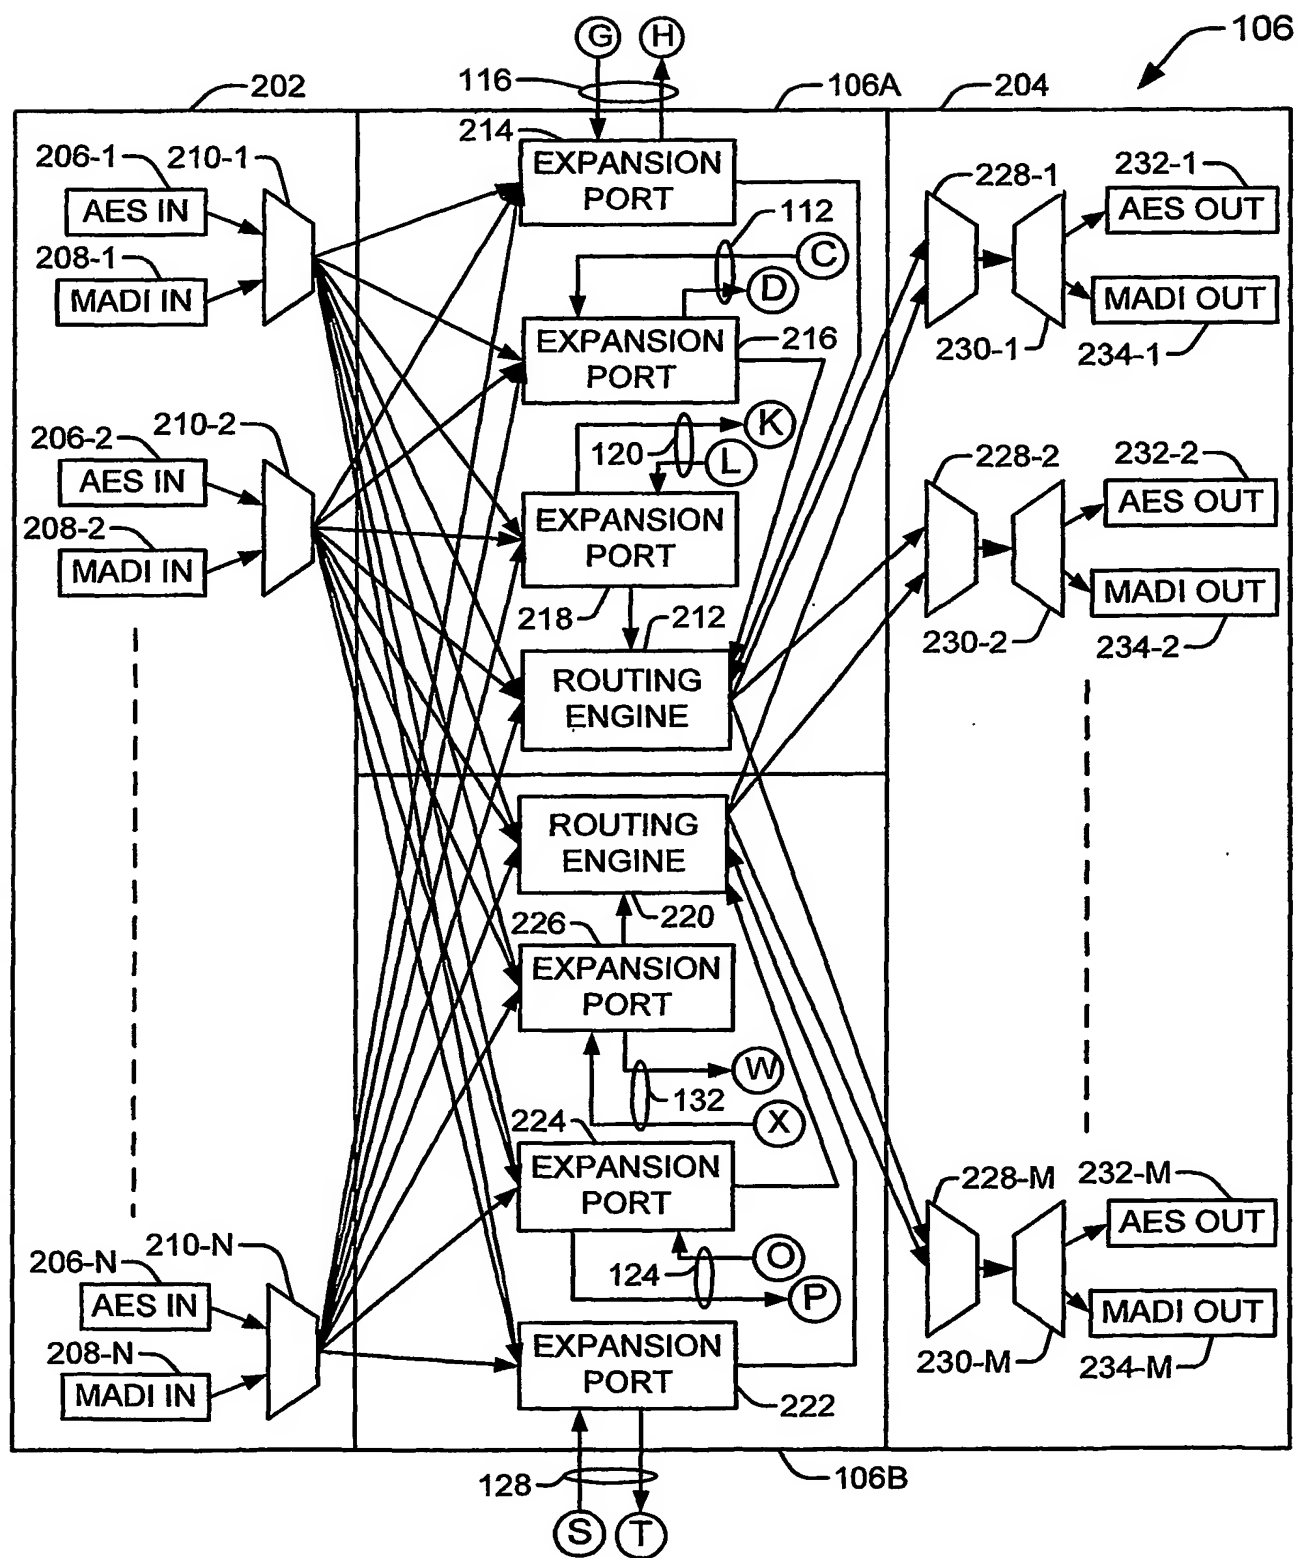 G
H
106
202
116
106A
204
214
EXPANSION
PORT
206-1
210-1
AES IN
208-1
MADI IN
228-1
232-1
AES OUT
112
C
D
MADI OUT
230-1
234-1
EXPANSION
PORT
216
K
120
L
206-2
210-2
AES IN
208-2
MADI IN
228-2
232-2
AES OUT
EXPANSION
PORT
218
212
MADI OUT
230-2
234-2
ROUTING
ENGINE
ROUTING
ENGINE
220
226
EXPANSION
PORT
W
132
X
224
EXPANSION
PORT
228-M
232-M
AES OUT
206-N
210-N
AES IN
124
O
P
MADI OUT
208-N
MADI IN
EXPANSION
PORT
222
230-M
234-M
128
106B
S
T